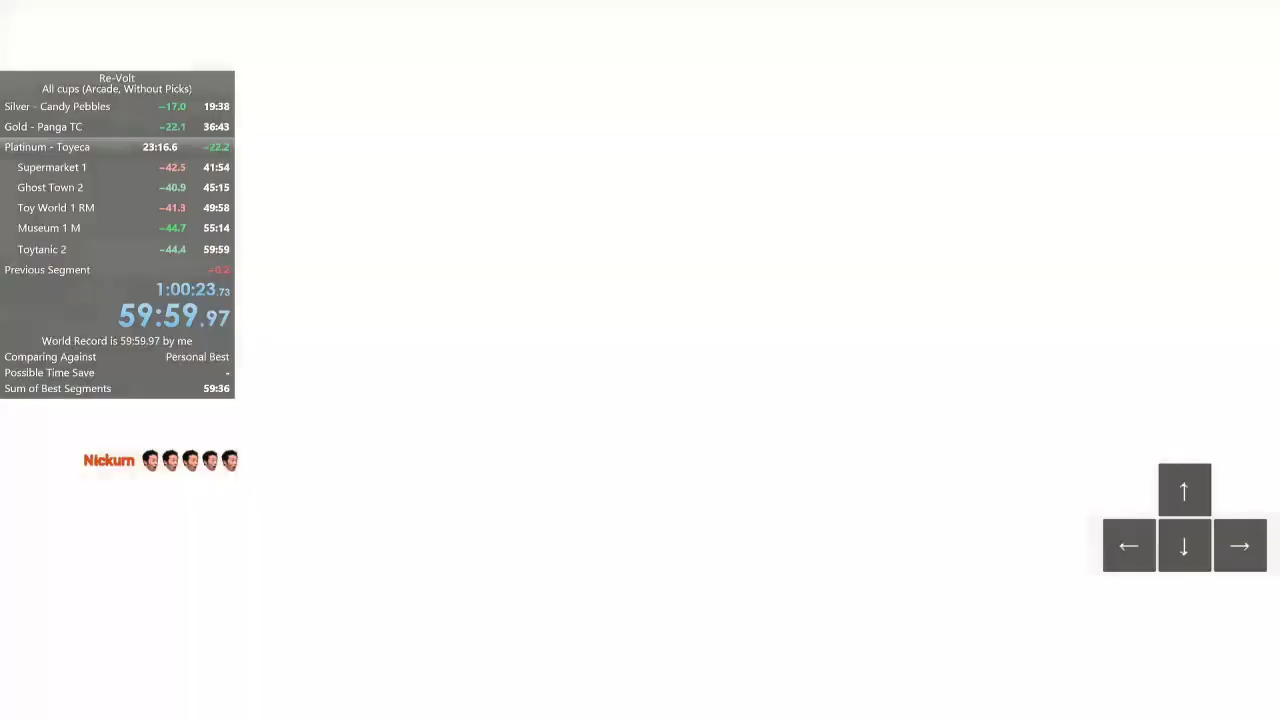 Re-Volt
All cups (Arcade, Without Picks)
Silver - Candy Pebbles −17.0 19:38
Gold - Panga TC −22.1 36:43
Platinum - Toyeca 23:16.6 −22.2
Supermarket 1 −42.5 41:54
Ghost Town 2 −40.9 45:15
Toy World 1 RM −41.3 49:58
Museum 1 M −44.7 55:14
Toytanic 2 −44.4 59:59
Previous Segment −0.2
1:00:23.73
59:59.97
World Record is 59:59.97 by me
Comparing Against Personal Best
Possible Time Save -
Sum of Best Segments 59:36
Nickurn
↑
← ↓ →